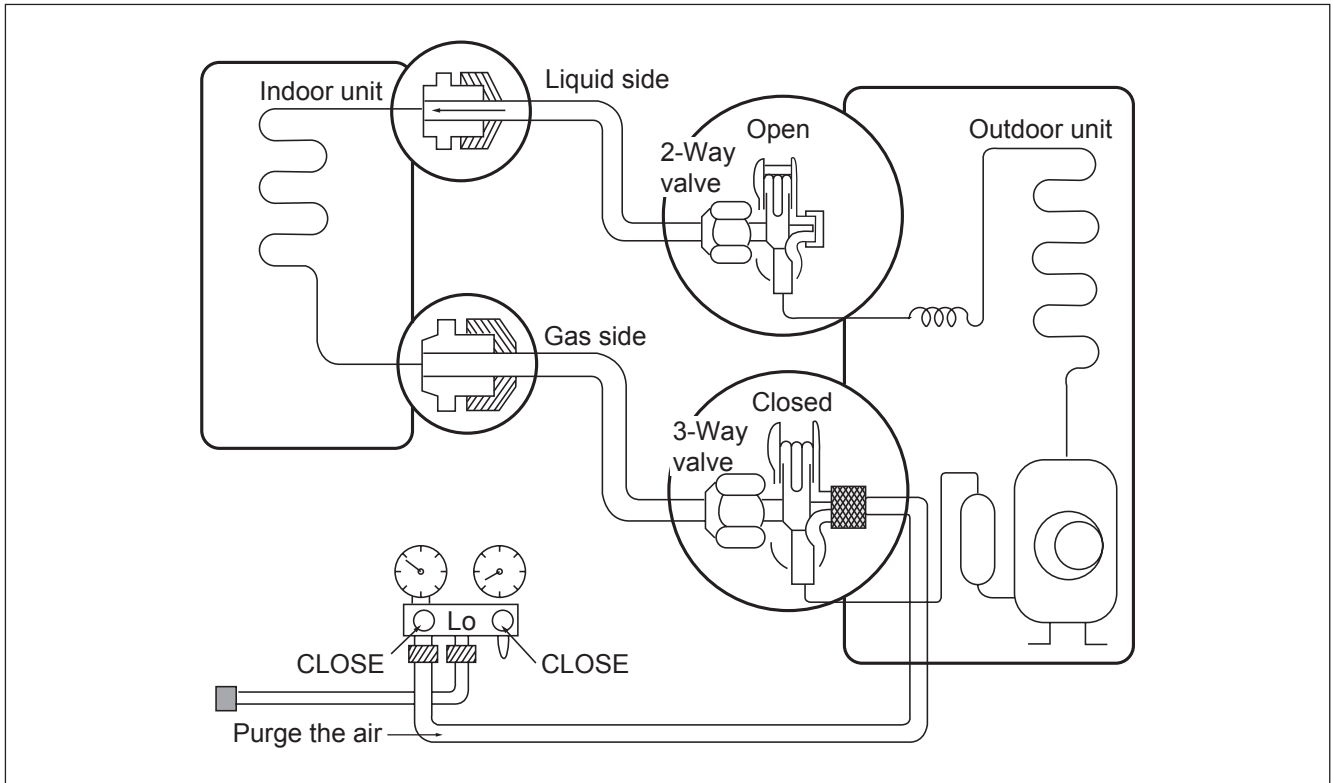 Indoor unit
Liquid side
Open
2-Way
valve
Outdoor unit
Gas side
Closed
3-Way
valve
Lo
CLOSE
CLOSE
Purge the air